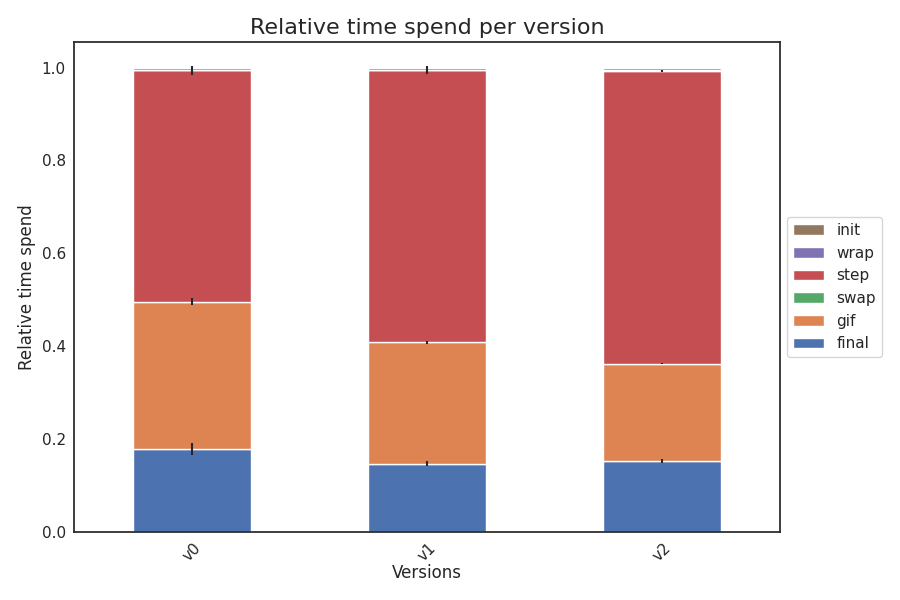 Relative time spend per version
1.0
0.8
0.6
0.4
0.2
0.0
Relative time spend
v0
v1
v2
Versions
init
wrap
step
swap
gif
final